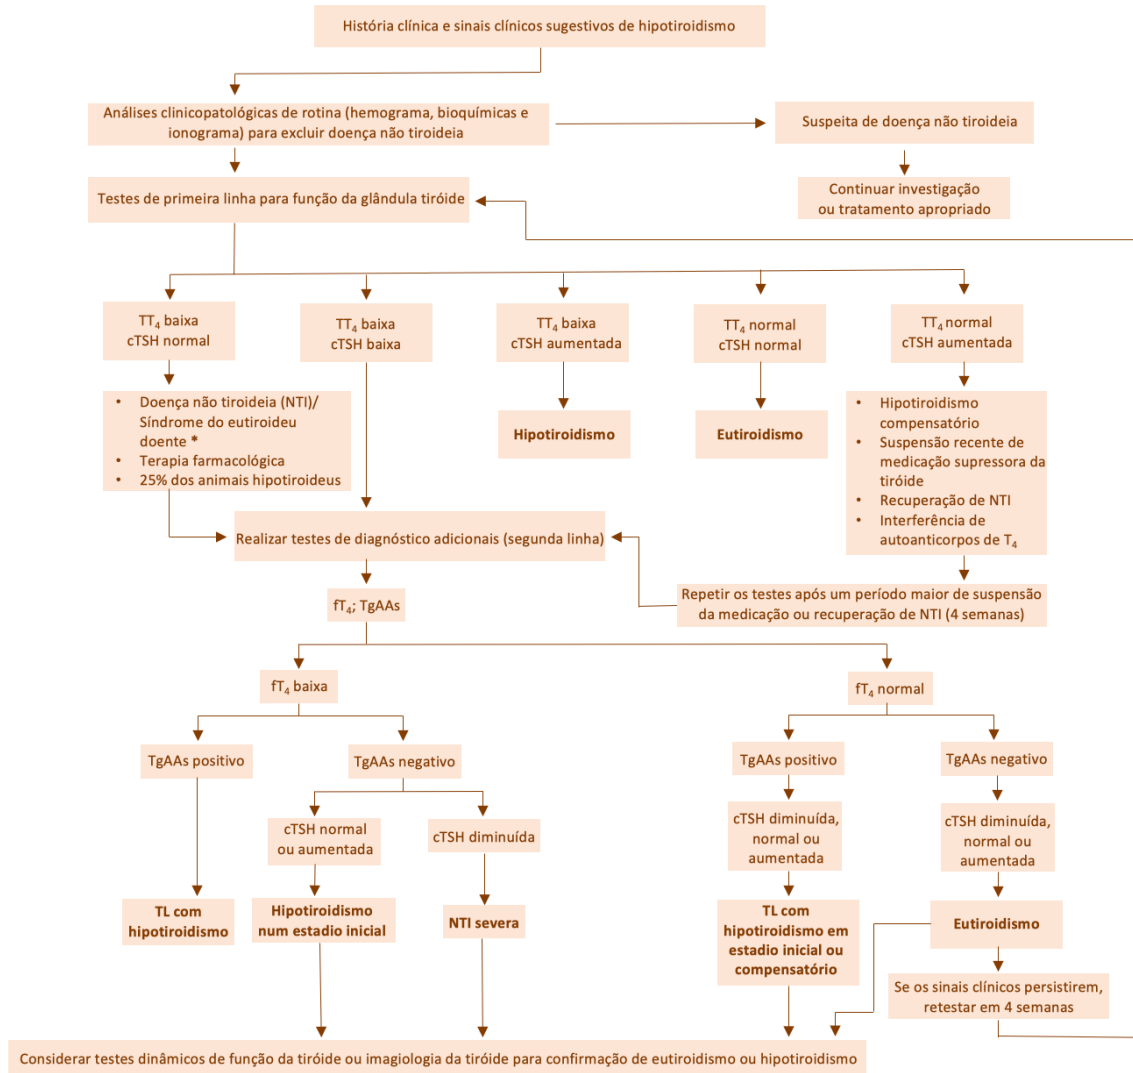 História clínica e sinais clínicos sugestivos de hipotiroidismo
Análises clinicopatológicas de rotina (hemograma, bioquímicas e
ionograma) para excluir doença não tiroideia
Suspeita de doença não tiroideia
Testes de primeira linha para função da glândula tiróide
Continuar investigação
ou tratamento apropriado
TT₄ baixa
cTSH normal
TT₄ baixa
cTSH baixa
TT₄ baixa
cTSH aumentada
TT₄ normal
cTSH normal
TT₄ normal
cTSH aumentada
• Doença não tiroideia (NTI)/
Síndrome do eutiroideu
doente *
• Terapia farmacológica
• 25% dos animais hipotiroideus
Hipotiroidismo
Eutiroidismo
• Hipotiroidismo
compensatório
• Suspensão recente de
medicação supressora da
tiróide
• Recuperação de NTI
• Interferência de
autoanticorpos de T₄
Realizar testes de diagnóstico adicionais (segunda linha)
Repetir os testes após um período maior de suspensão
da medicação ou recuperação de NTI (4 semanas)
fT₄; TgAAs
fT₄ baixa
fT₄ normal
TgAAs positivo
TgAAs negativo
TgAAs positivo
TgAAs negativo
cTSH normal
ou aumentada
cTSH diminuída
cTSH diminuída,
normal ou
aumentada
cTSH diminuída,
normal ou
aumentada
TL com
hipotiroidismo
Hipotiroidismo
num estadio inicial
NTI severa
TL com
hipotiroidismo em
estadio inicial ou
compensatório
Eutiroidismo
Se os sinais clínicos persistirem,
retestar em 4 semanas
Considerar testes dinâmicos de função da tiróide ou imagiologia da tiróide para confirmação de eutiroidismo ou hipotiroidismo